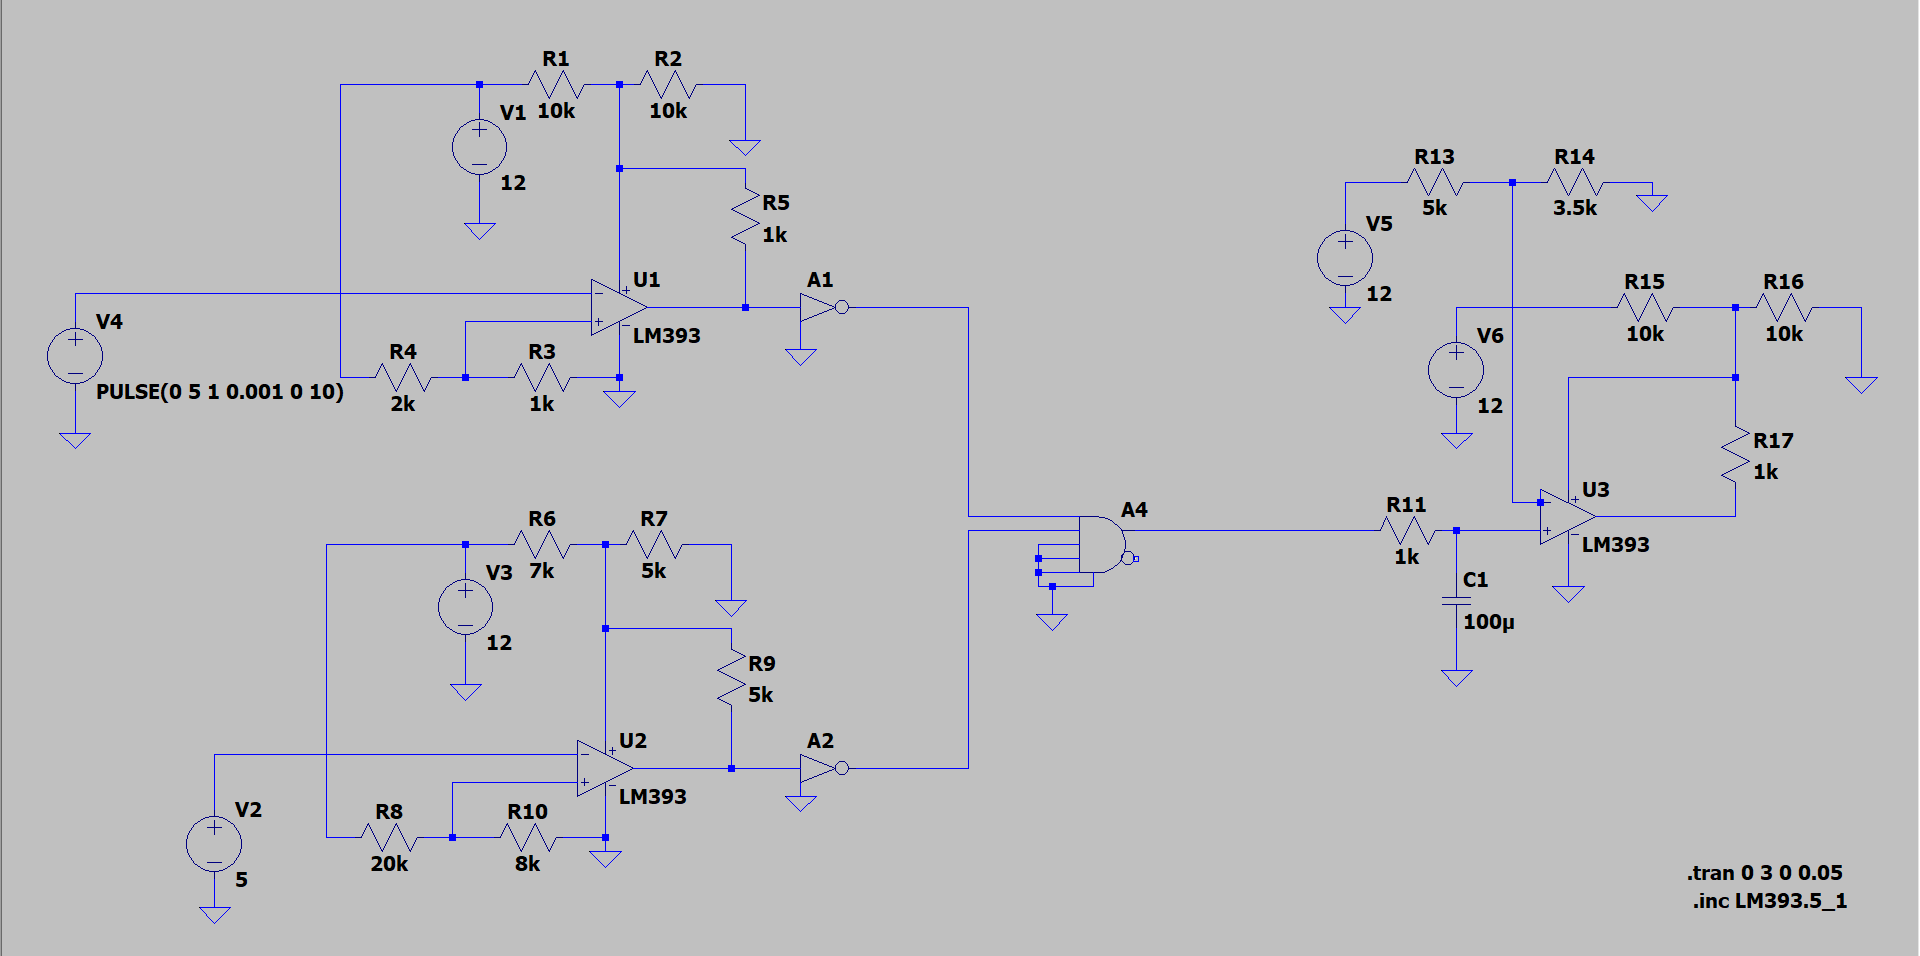 R1
R2
V1
10k
10k
12
R5
1k
U1
A1
V4
LM393
R4
R3
PULSE(0 5 1 0.001 0 10)
2k
1k
R6
R7
V3
7k
5k
12
R9
5k
U2
A2
V2
LM393
R8
R10
5
20k
8k
A4
R13
R14
5k
3.5k
V5
12
R15
R16
V6
10k
10k
12
R17
1k
R11
U3
1k
LM393
C1
100µ
.tran 0 3 0 0.05
.inc LM393.5_1